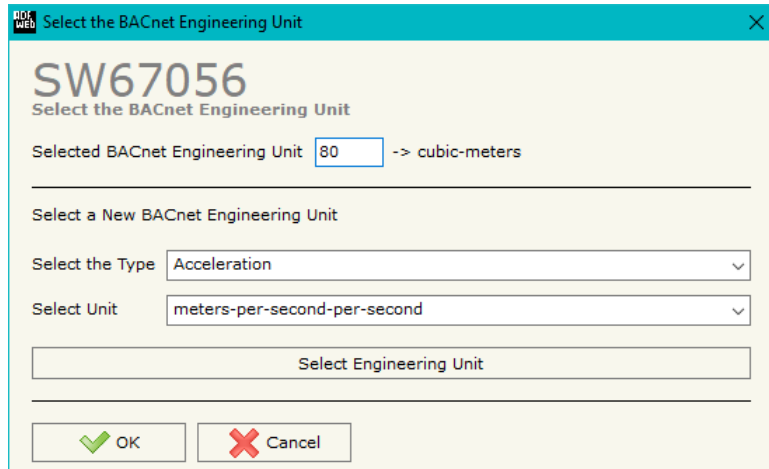 ADF WEB Select the BACnet Engineering Unit
SW67056
Select the BACnet Engineering Unit
Selected BACnet Engineering Unit 80 -> cubic-meters
Select a New BACnet Engineering Unit
Select the Type Acceleration
Select Unit meters-per-second-per-second
Select Engineering Unit
OK Cancel